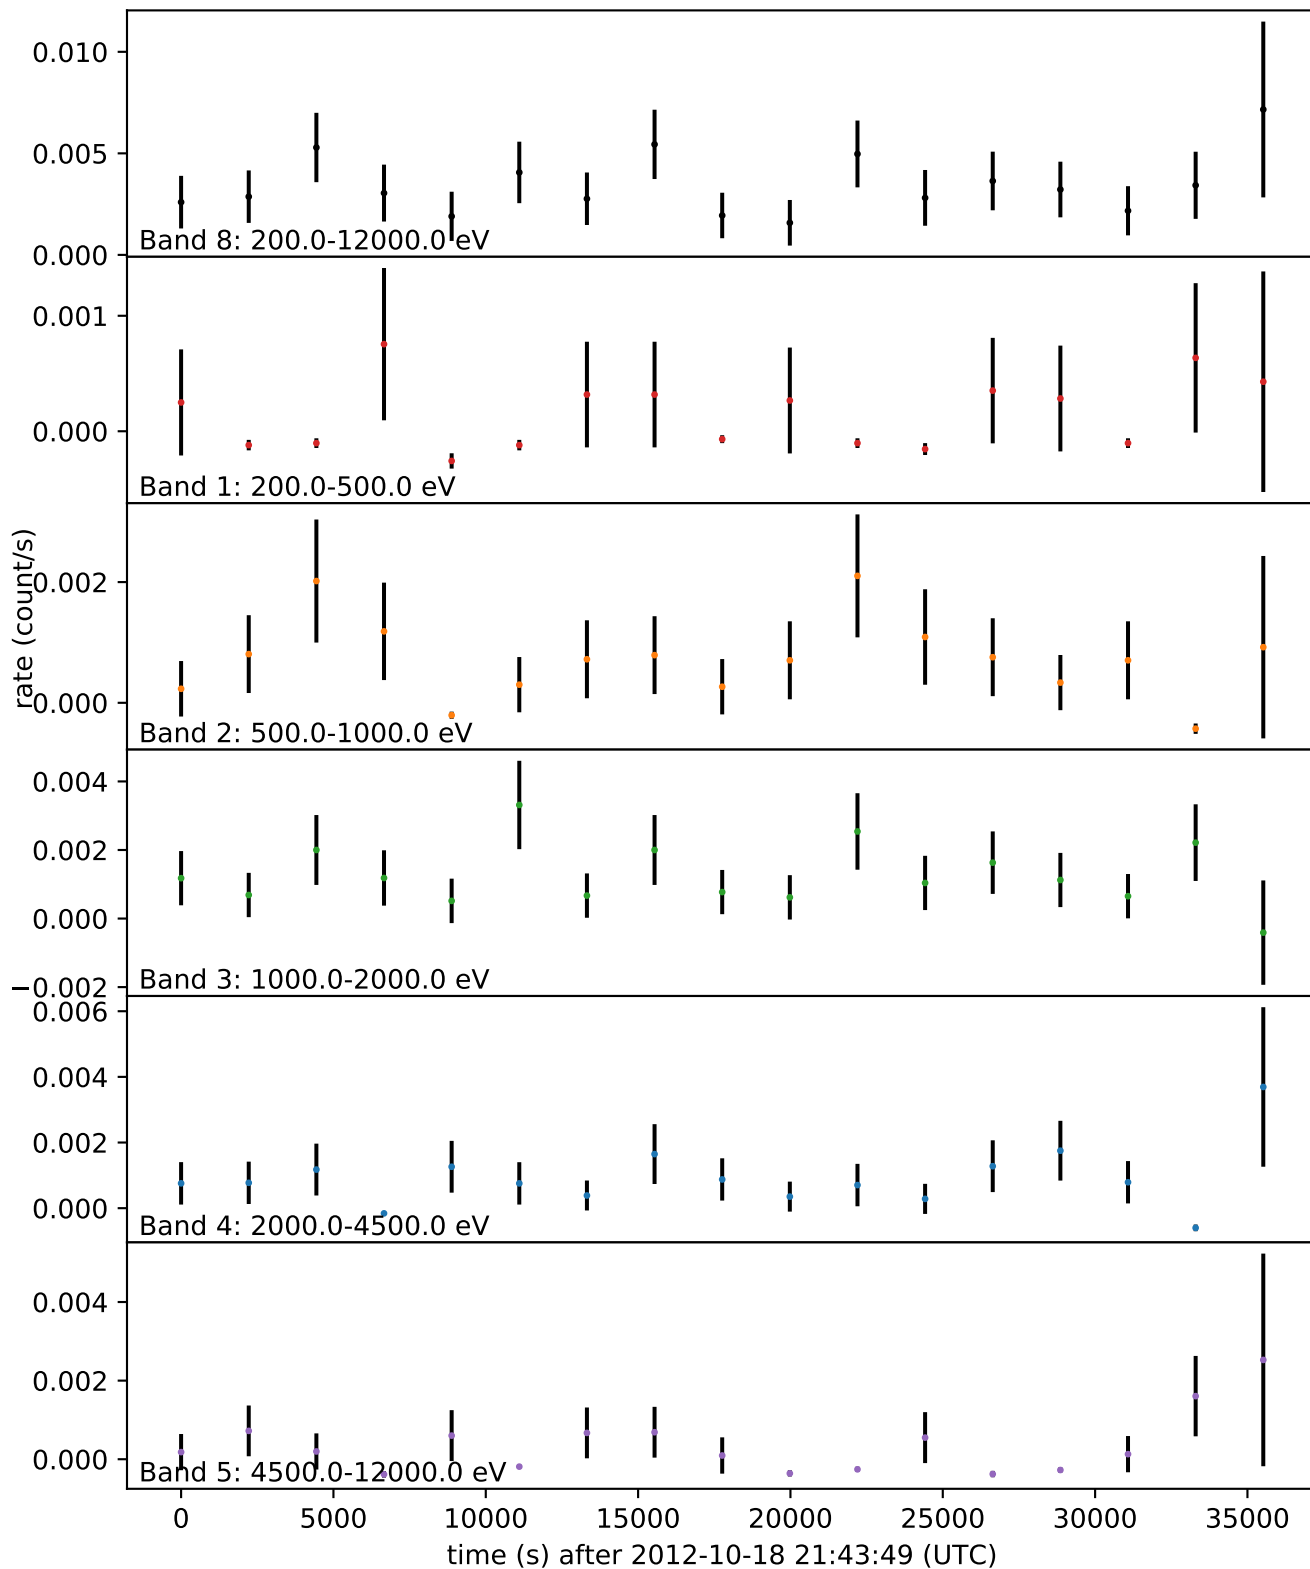 0.010
0.005
0.000
Band 8: 200.0-12000.0 eV
0.001
0.000
Band 1: 200.0-500.0 eV
rate (count/s)
0.002
0.000
Band 2: 500.0-1000.0 eV
0.004
0.002
0.000
−0.002
Band 3: 1000.0-2000.0 eV
0.006
0.004
0.002
0.000
Band 4: 2000.0-4500.0 eV
0.004
0.002
0.000
Band 5: 4500.0-12000.0 eV
0 5000 10000 15000 20000 25000 30000 35000
time (s) after 2012-10-18 21:43:49 (UTC)